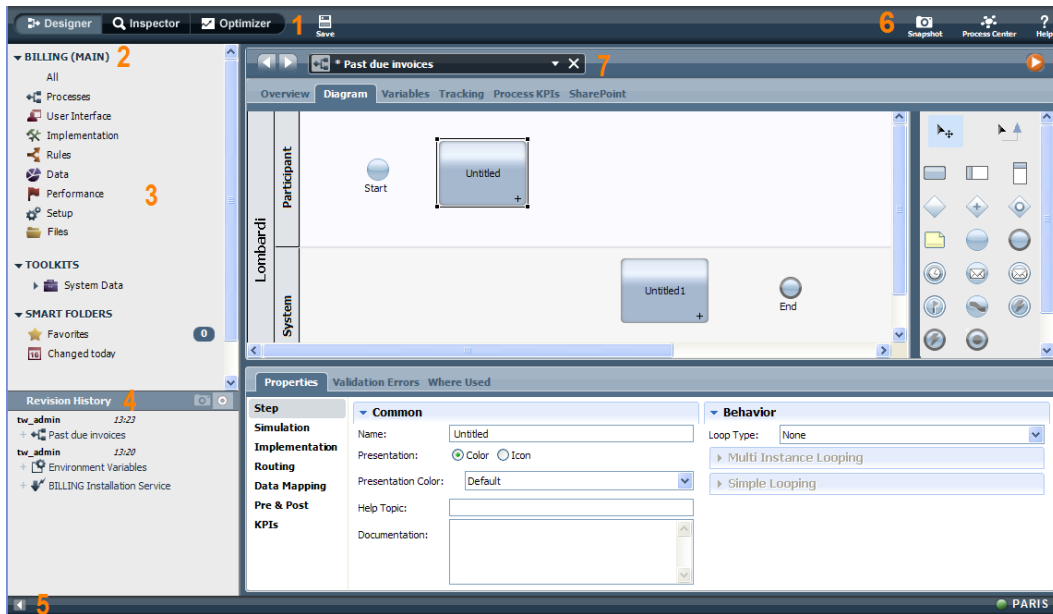 Designer Inspector Optimizer 1 Save 6 Snapshot Process Center Help
BILLING (MAIN) 2
All
Processes
User Interface
Implementation
Rules
Data
Performance
3
Setup
Files
TOOLKITS
System Data
SMART FOLDERS
Favorites 0
16 Changed today
Revision History 4
tw_admin 13:23
+ Past due invoices
tw_admin 13:20
+ Environment Variables
+ BILLING Installation Service
5
* Past due invoices 7
Overview Diagram Variables Tracking Process KPIs SharePoint
Lombardi
Participant
Start
Untitled
System
Untitled1
End
Properties Validation Errors Where Used
Step
Simulation
Implementation
Routing
Data Mapping
Pre & Post
KPIs
Common
Name: Untitled
Presentation: Color Icon
Presentation Color: Default
Help Topic:
Documentation:
Behavior
Loop Type: None
Multi Instance Looping
Simple Looping
PARIS